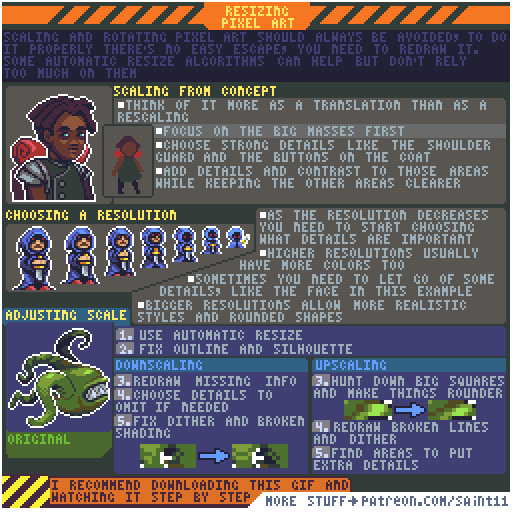 RESIZING
PIXEL ART
SCALING AND ROTATING PIXEL ART SHOULD ALWAYS BE AVOIDED, TO DO
IT PROPERLY THERE'S NO EASY ESCAPE, YOU NEED TO REDRAW IT.
SOME AUTOMATIC RESIZE ALGORITHMS CAN HELP BUT DON'T RELY
TOO MUCH ON THEM
SCALING FROM CONCEPT
THINK OF IT MORE AS A TRANSLATION THAN AS A
RESCALING
FOCUS ON THE BIG MASSES FIRST
CHOOSE STRONG DETAILS LIKE THE SHOULDER
GUARD AND THE BUTTONS ON THE COAT
ADD DETAILS AND CONTRAST TO THOSE AREAS
WHILE KEEPING THE OTHER AREAS CLEARER
CHOOSING A RESOLUTION
AS THE RESOLUTION DECREASES
YOU NEED TO START CHOOSING
WHAT DETAILS ARE IMPORTANT
HIGHER RESOLUTIONS USUALLY
HAVE MORE COLORS TOO
SOMETIMES YOU NEED TO LET GO OF SOME
DETAILS, LIKE THE FACE IN THIS EXAMPLE
BIGGER RESOLUTIONS ALLOW MORE REALISTIC
STYLES AND ROUNDED SHAPES
ADJUSTING SCALE
ORIGINAL
1. USE AUTOMATIC RESIZE
2. FIX OUTLINE AND SILHOUETTE
DOWNSCALING
3. REDRAW MISSING INFO
4. CHOOSE DETAILS TO
OMIT IF NEEDED
5. FIX DITHER AND BROKEN
SHADING
UPSCALING
3. HUNT DOWN BIG SQUARES
AND MAKE THINGS ROUNDER
4. REDRAW BROKEN LINES
AND DITHER
5. FIND AREAS TO PUT
EXTRA DETAILS
I RECOMMEND DOWNLOADING THIS GIF AND
WATCHING IT STEP BY STEP
MORE STUFF→PATREON.COM/SAINT11